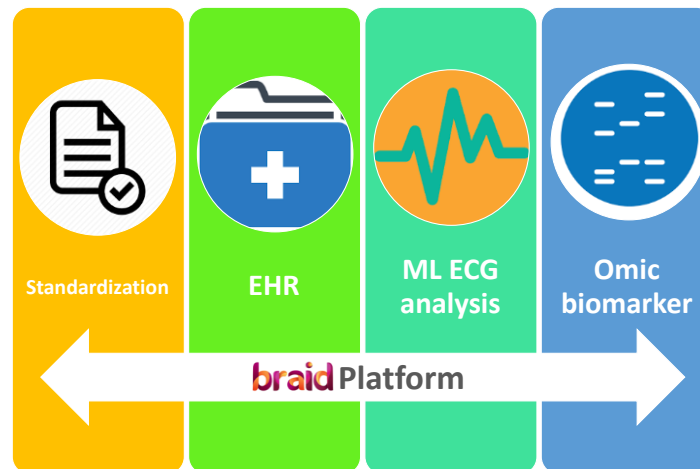 Standardization
EHR
ML ECG
analysis
Omic
biomarker
braid Platform